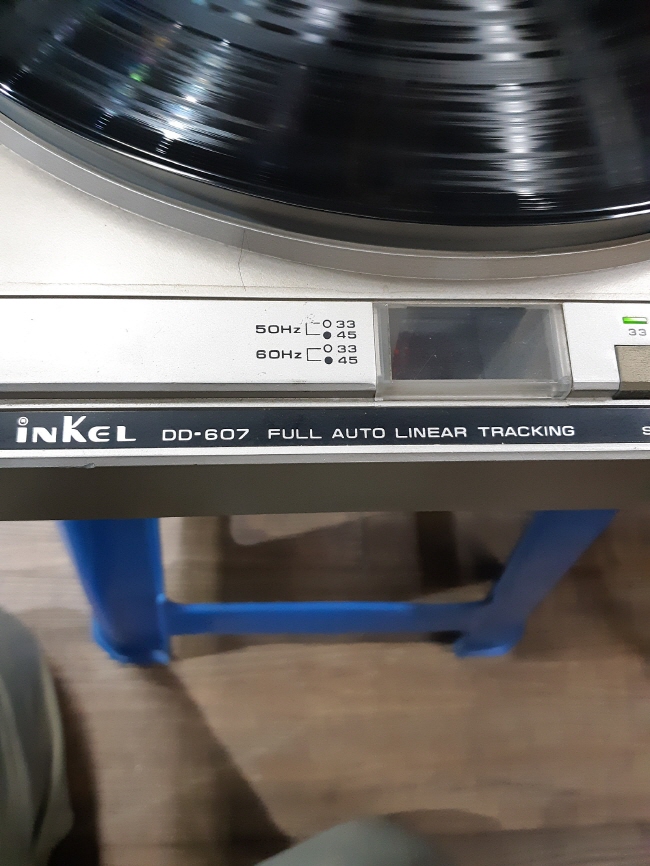 50Hz ○ 33
● 45
60Hz ○ 33
● 45
33
® inKEL DD-607 FULL AUTO LINEAR TRACKING S